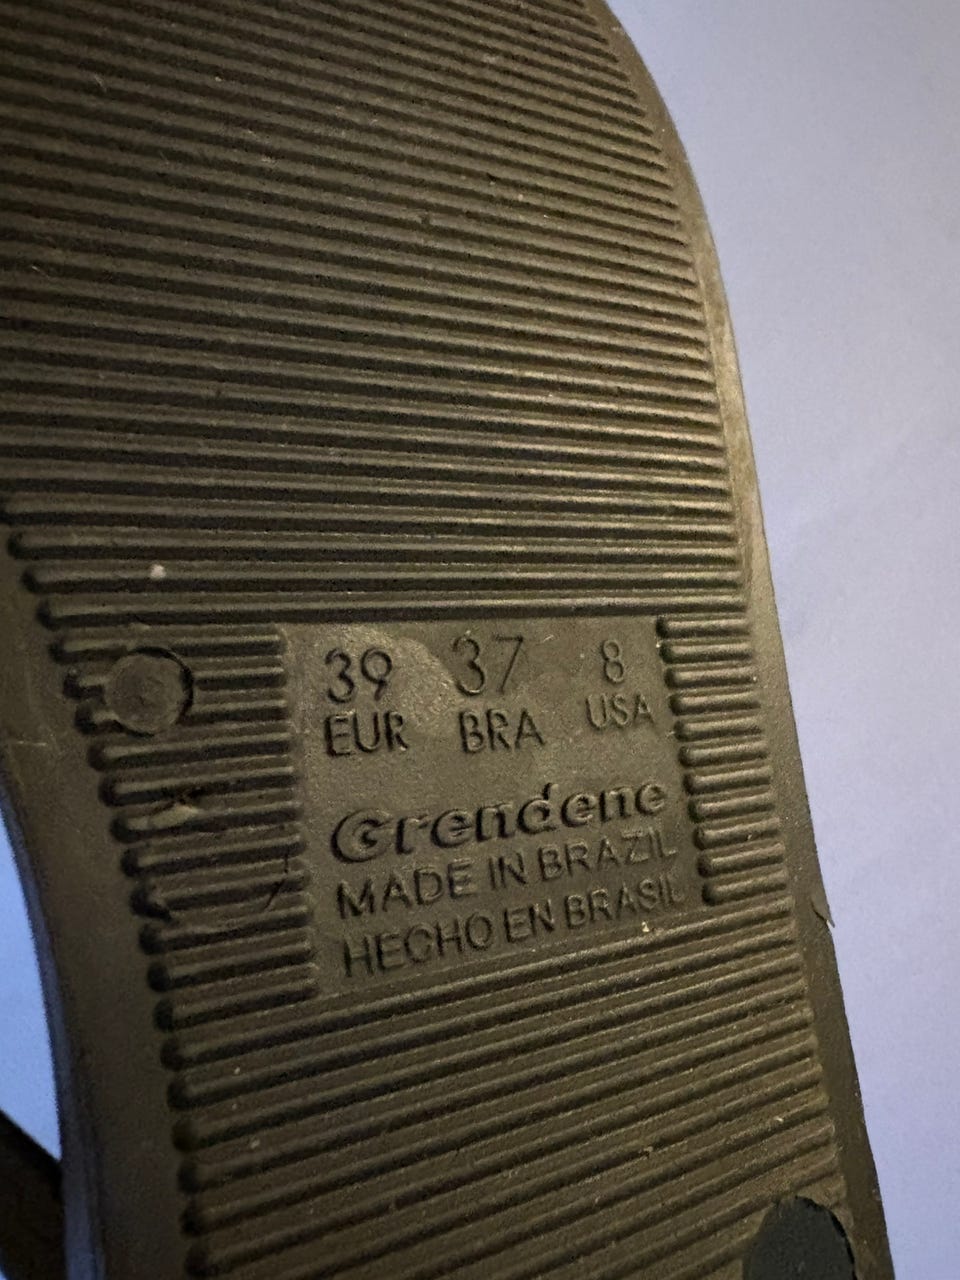 39 37 8
EUR BRA USA
Grendene
MADE IN BRAZIL
HECHO EN BRASIL